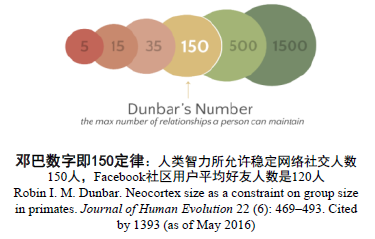 5 15 35 150 500 1500
Dunbar's Number
the max number of relationships a person can maintain
邓巴数字即150定律：人类智力所允许稳定网络社交人数
150人，Facebook社区用户平均好友人数是120人
Robin I. M. Dunbar. Neocortex size as a constraint on group size
in primates. Journal of Human Evolution 22 (6): 469–493. Cited
by 1393 (as of May 2016)